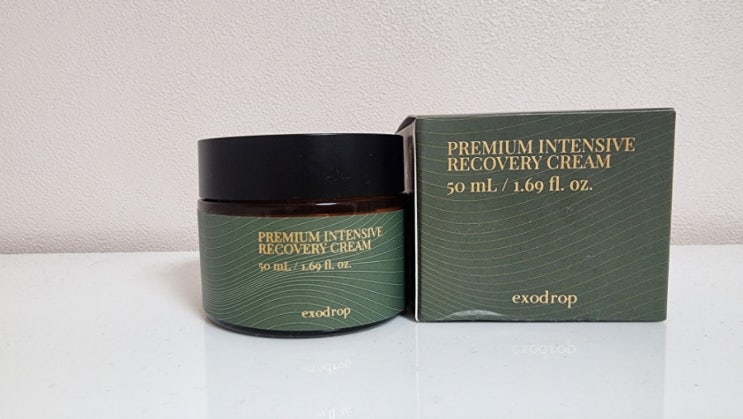 PREMIUM INTENSIVE
RECOVERY CREAM
50 mL / 1.69 fl. oz.
exodrop
PREMIUM INTENSIVE
RECOVERY CREAM
50 mL / 1.69 fl. oz.
exodrop